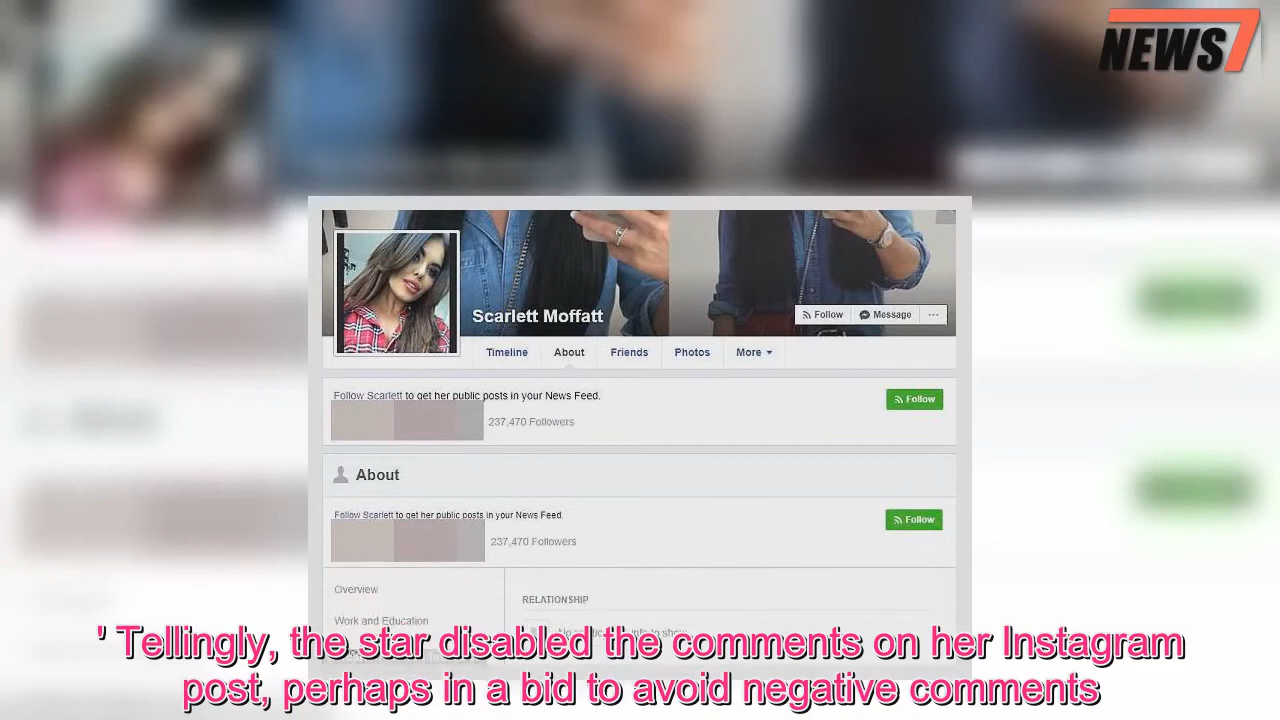 NEWS 7
Scarlett Moffatt
Follow Message ...
Timeline About Friends Photos More
Follow Scarlett to get her public posts in your News Feed.
Follow
237,470 Followers
About
Follow Scarlett to get her public posts in your News Feed.
Follow
237,470 Followers
Overview
RELATIONSHIP
Work and Education
' Tellingly, the star disabled the comments on her Instagram
post, perhaps in a bid to avoid negative comments